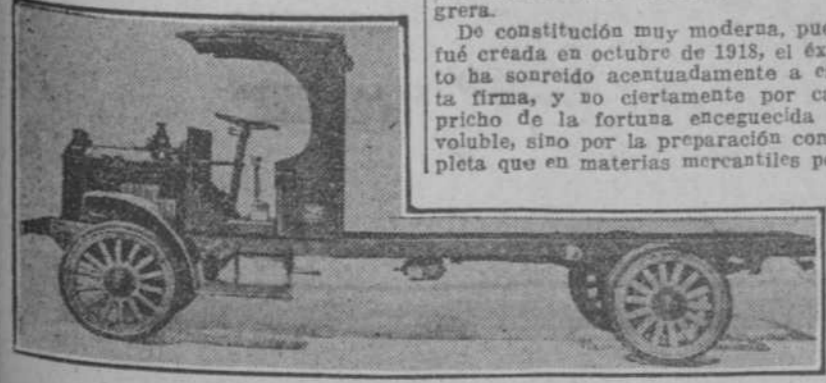 grera.
De constitución muy moderna, pue
fué creada en octubre de 1918, el éx
to ha sonreido acentuadamente a e
ta firma, y no ciertamente por ca
pricho de la fortuna enceguecida
voluble, sino por la preparación com
pleta que en materias mercantiles po